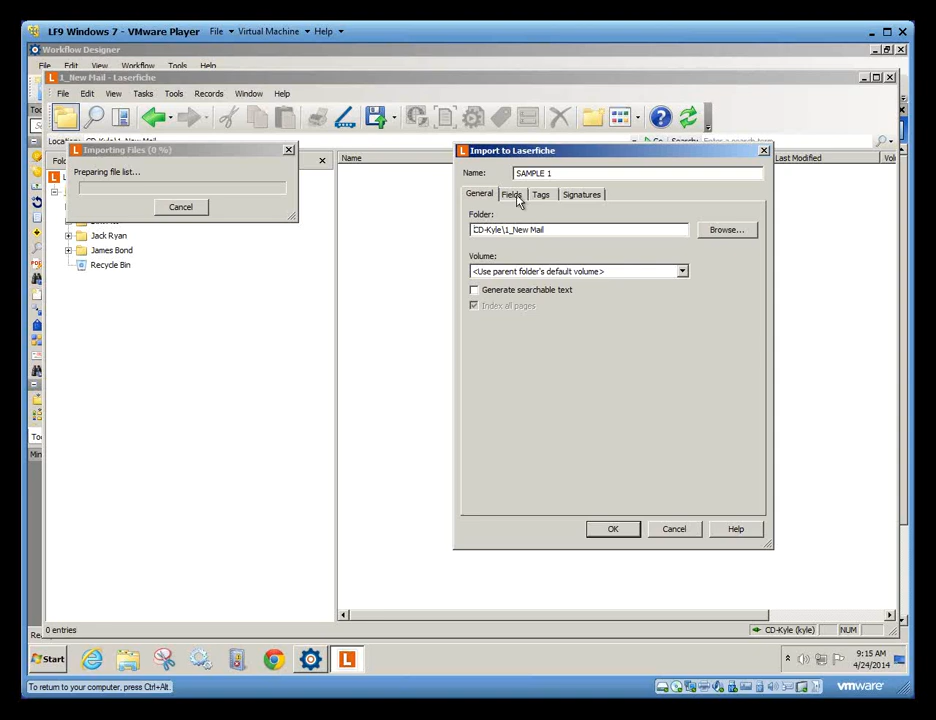 LF9 Windows 7 - VMware Player File Virtual Machine Help
Workflow Designer
File Edit View Workflow Tools Help
1_New Mail - Laserfiche
File Edit View Tasks Tools Records Window Help
CD-Kyle\1_New Mail
Importing Files (0 %)
Preparing file list...
Cancel
Jack Ryan
James Bond
Recycle Bin
Name
Last Modified
Import to Laserfiche
Name: SAMPLE 1
General Fields Tags Signatures
Folder:
CD-Kyle\1_New Mail Browse...
Volume:
<Use parent folder's default volume>
Generate searchable text
Index all pages
OK Cancel Help
0 entries
CD-Kyle (kyle) NUM
Start
9:15 AM
4/24/2014
To return to your computer, press Ctrl+Alt.
vmware